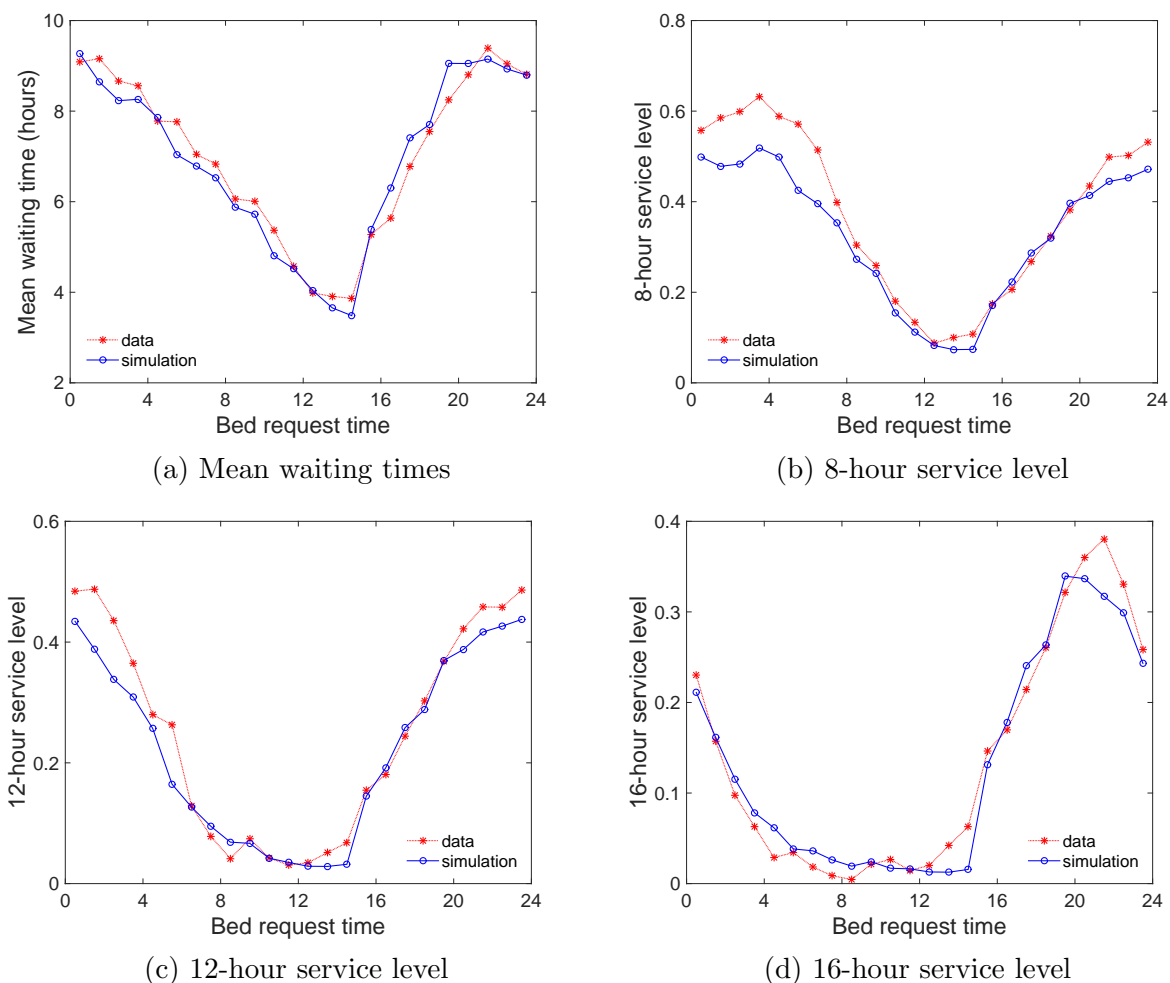 10
8
6
4
2
Mean waiting time (hours)
data
simulation
0 4 8 12 16 20 24
Bed request time
(a) Mean waiting times
0.8
0.6
0.4
0.2
0
8-hour service level
data
simulation
0 4 8 12 16 20 24
Bed request time
(b) 8-hour service level
0.6
0.4
0.2
0
12-hour service level
data
simulation
0 4 8 12 16 20 24
Bed request time
(c) 12-hour service level
0.4
0.3
0.2
0.1
0
16-hour service level
data
simulation
0 4 8 12 16 20 24
Bed request time
(d) 16-hour service level